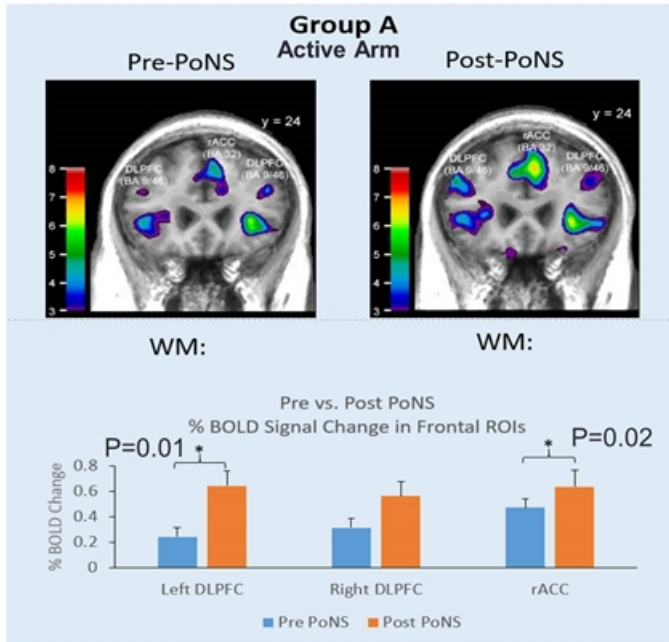 Group A
Active Arm
Pre-PoNS
Post-PoNS
y = 24
rACC
(BA 32)
DLPFC
(BA 9/46)
DLPFC
(BA 9/46)
8
7
6
5
4
3
y = 24
rACC
(BA 32)
DLPFC
(BA 9/46)
DLPFC
(BA 9/46)
8
7
6
5
4
3
WM:
WM:
Pre vs. Post PoNS
% BOLD Signal Change in Frontal ROIs
P=0.01
*
*
P=0.02
% BOLD Change
0.8
0.6
0.4
0.2
0
Left DLPFC
Right DLPFC
rACC
Pre PoNS
Post PoNS